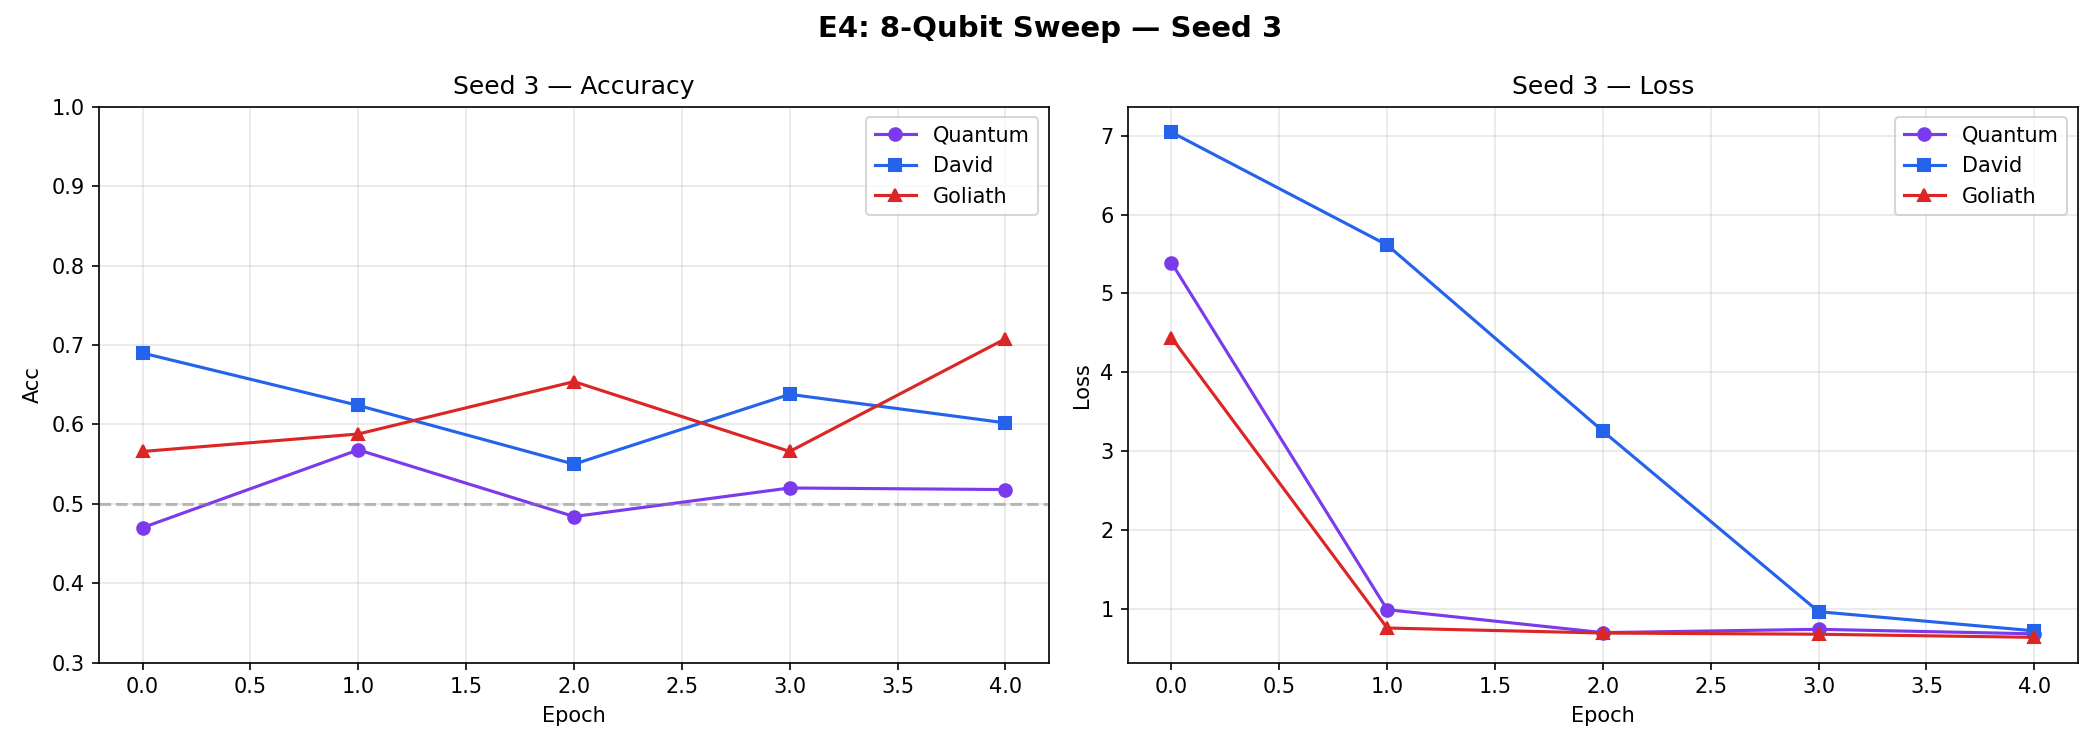 E4: 8-Qubit Sweep — Seed 3
Seed 3 — Accuracy
Acc
1.0
0.9
0.8
0.7
0.6
0.5
0.4
0.3
Quantum
David
Goliath
0.0 0.5 1.0 1.5 2.0 2.5 3.0 3.5 4.0
Epoch
Seed 3 — Loss
Loss
7
6
5
4
3
2
1
Quantum
David
Goliath
0.0 0.5 1.0 1.5 2.0 2.5 3.0 3.5 4.0
Epoch